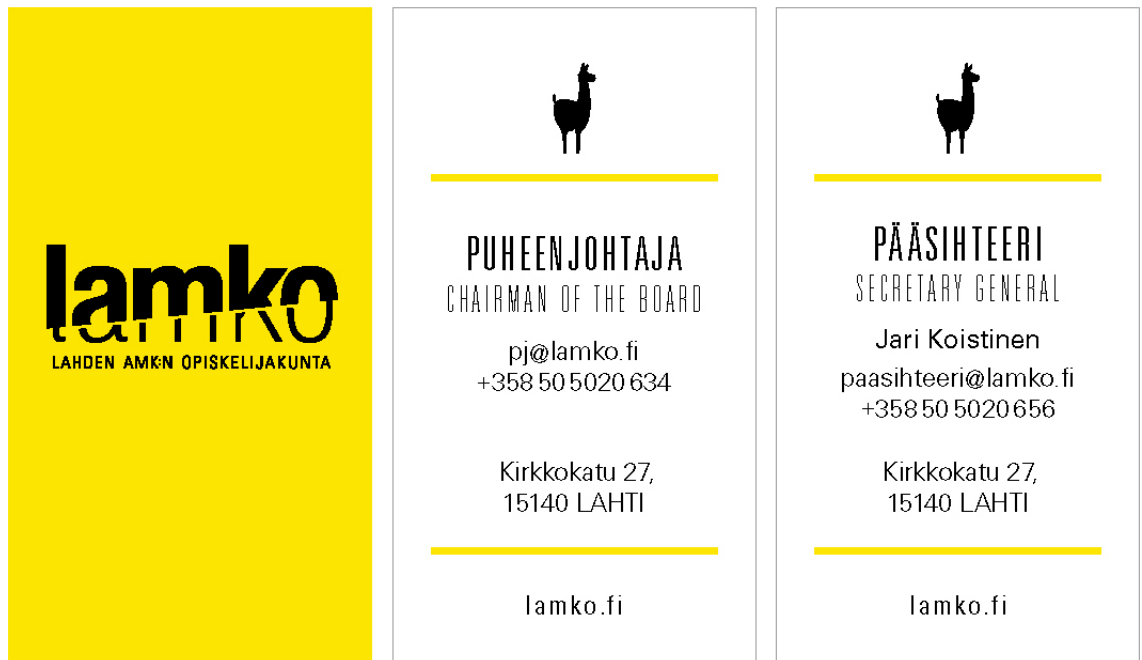 lamko
LAHDEN AMK:N OPISKELIJAKUNTA
PUHEENJOHTAJA
CHAIRMAN OF THE BOARD
pj@lamko.fi
+358 50 5020 634
Kirkkokatu 27,
15140 LAHTI
lamko.fi
PÄÄSIHTEERI
SECRETARY GENERAL
Jari Koistinen
paasihteeri@lamko.fi
+358 50 5020 656
Kirkkokatu 27,
15140 LAHTI
lamko.fi